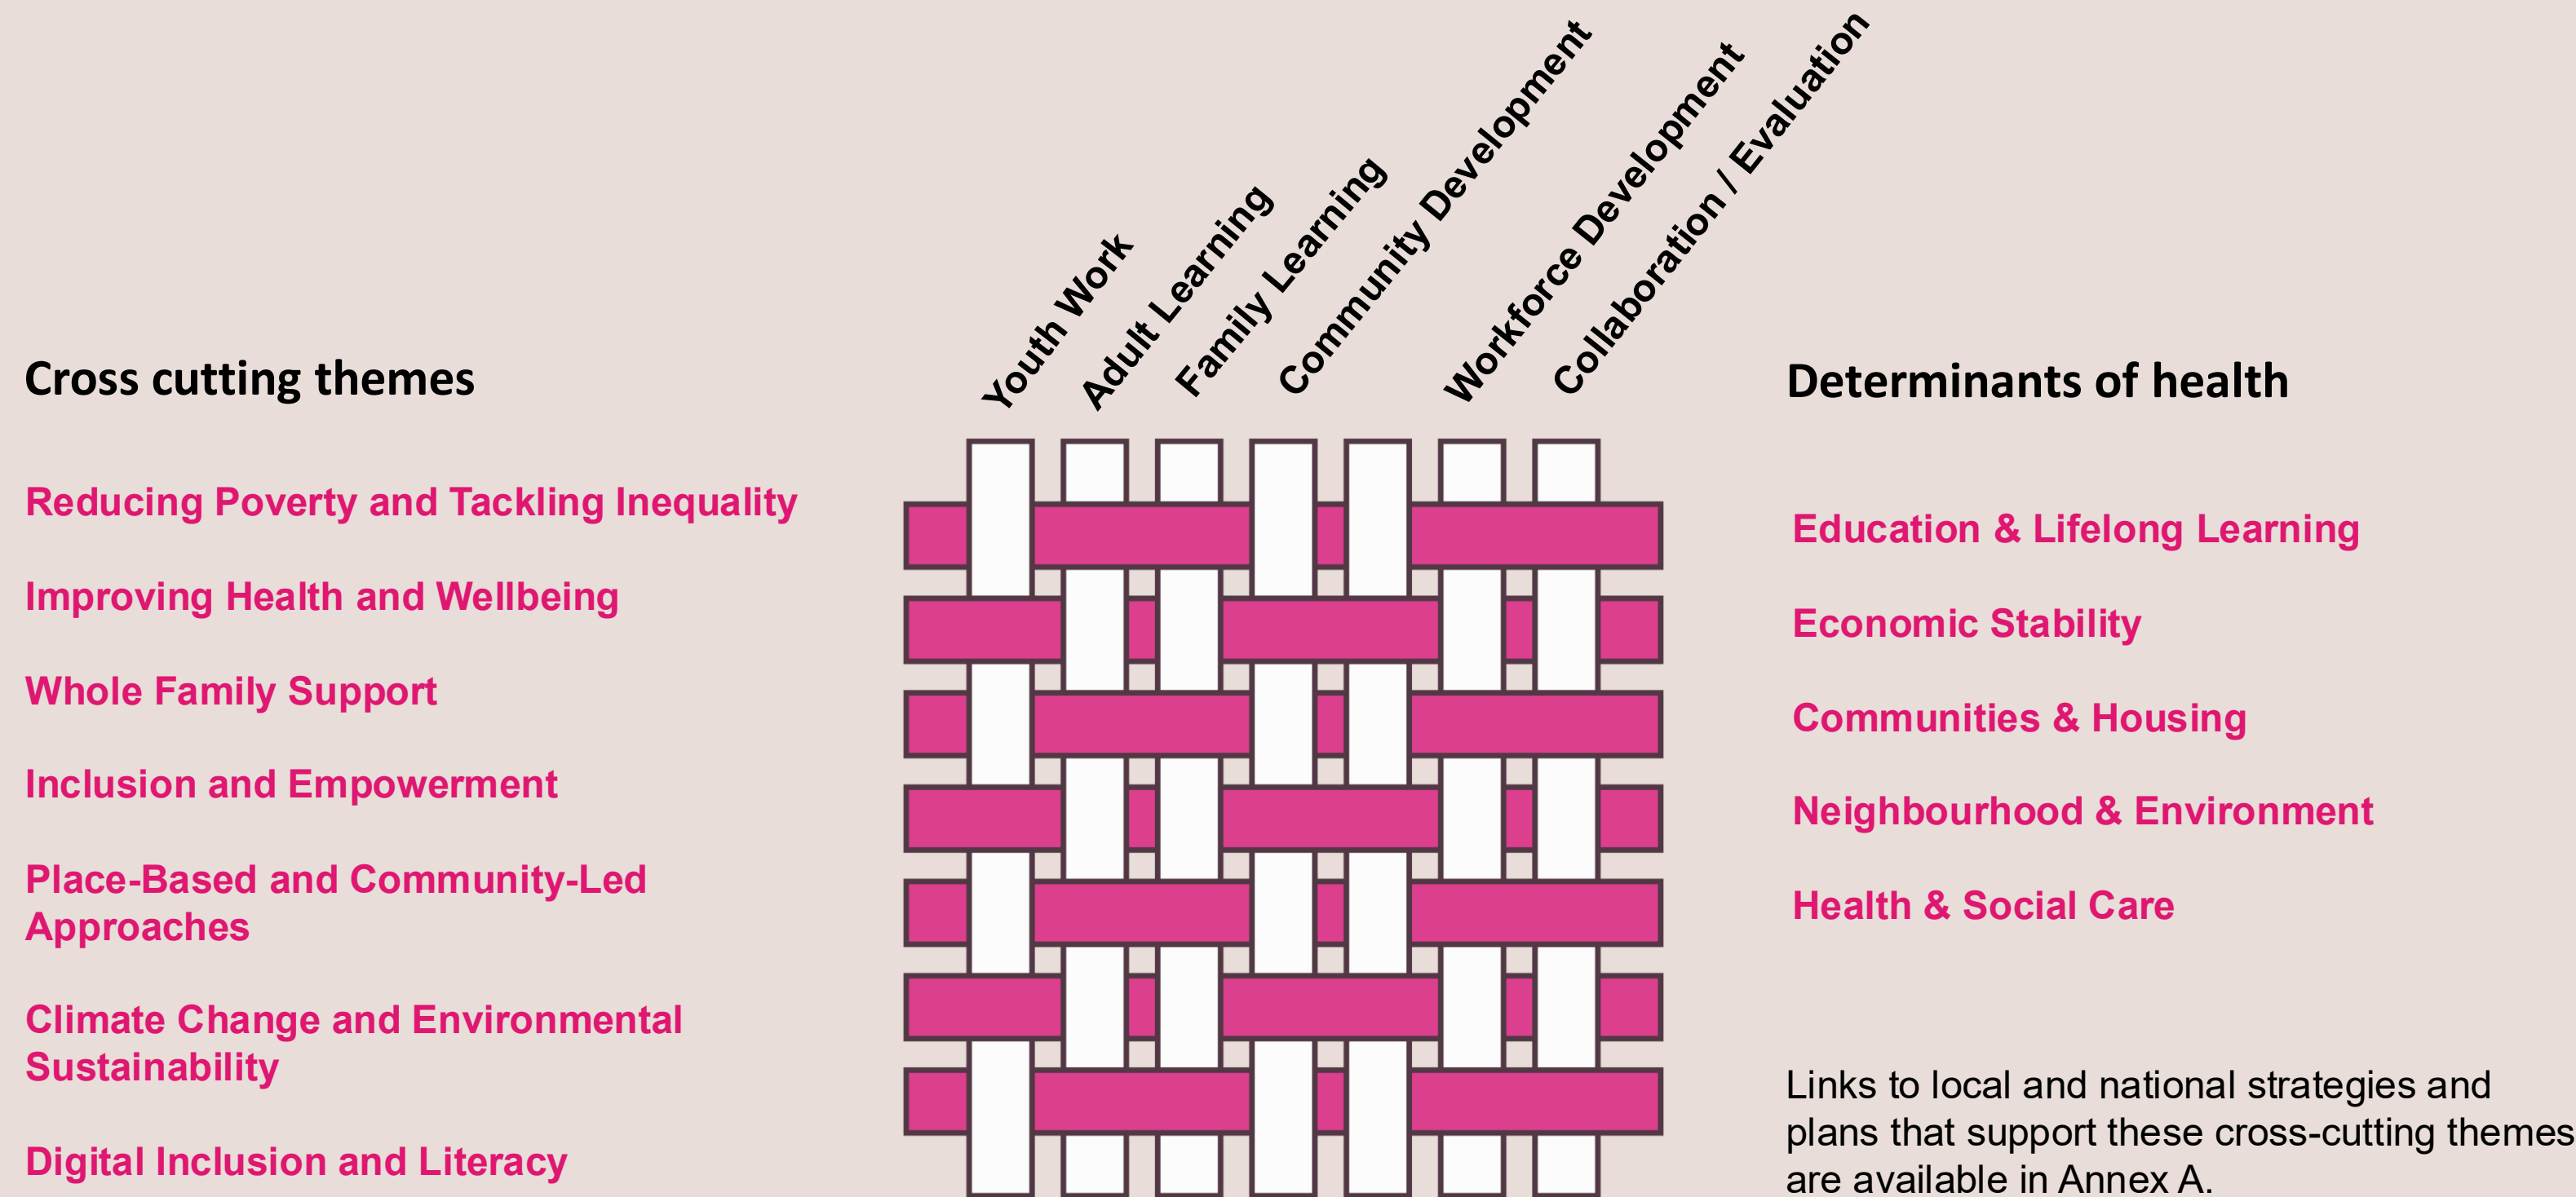 Youth Work
Adult Learning
Family Learning
Community Development
Workforce Development
Collaboration / Evaluation
Cross cutting themes
Reducing Poverty and Tackling Inequality
Improving Health and Wellbeing
Whole Family Support
Inclusion and Empowerment
Place-Based and Community-Led
Approaches
Climate Change and Environmental
Sustainability
Digital Inclusion and Literacy
Determinants of health
Education & Lifelong Learning
Economic Stability
Communities & Housing
Neighbourhood & Environment
Health & Social Care
Links to local and national strategies and
plans that support these cross-cutting themes
are available in Annex A.